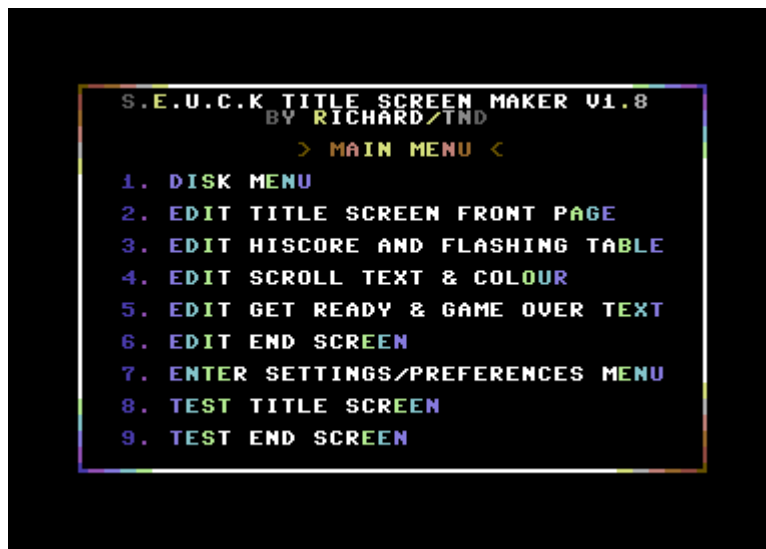 S.E.U.C.K TITLE SCREEN MAKER V1.8
BY RICHARD/TND
> MAIN MENU <
1. DISK MENU
2. EDIT TITLE SCREEN FRONT PAGE
3. EDIT HISCORE AND FLASHING TABLE
4. EDIT SCROLL TEXT & COLOUR
5. EDIT GET READY & GAME OVER TEXT
6. EDIT END SCREEN
7. ENTER SETTINGS/PREFERENCES MENU
8. TEST TITLE SCREEN
9. TEST END SCREEN